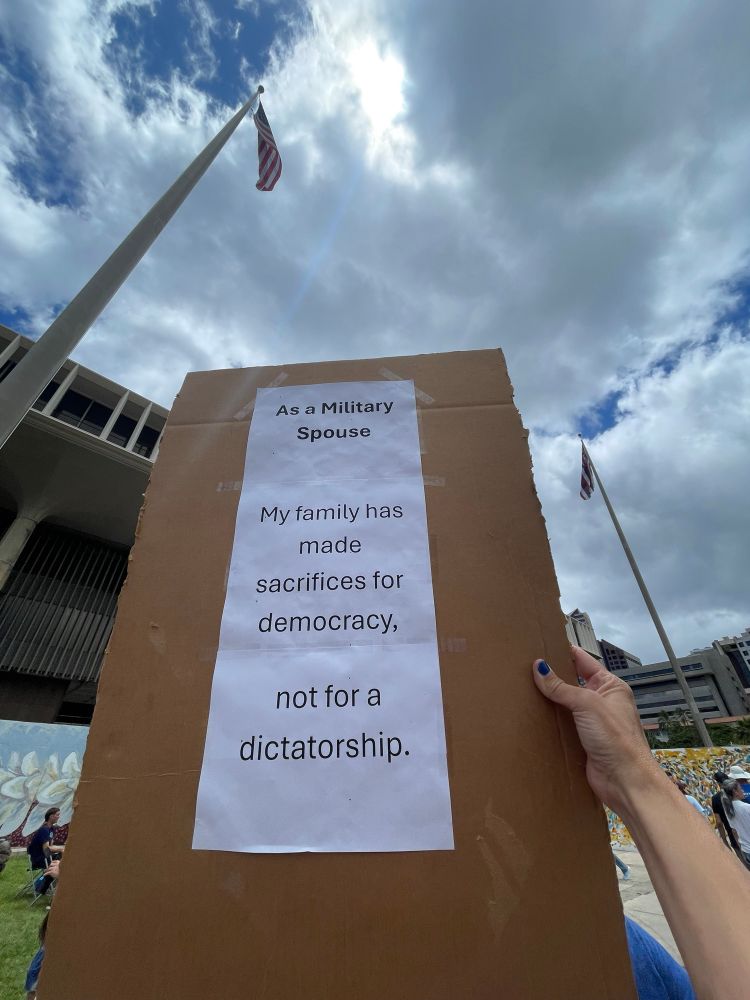 As a Military
Spouse
My family has
made
sacrifices for
democracy,
not for a
dictatorship.